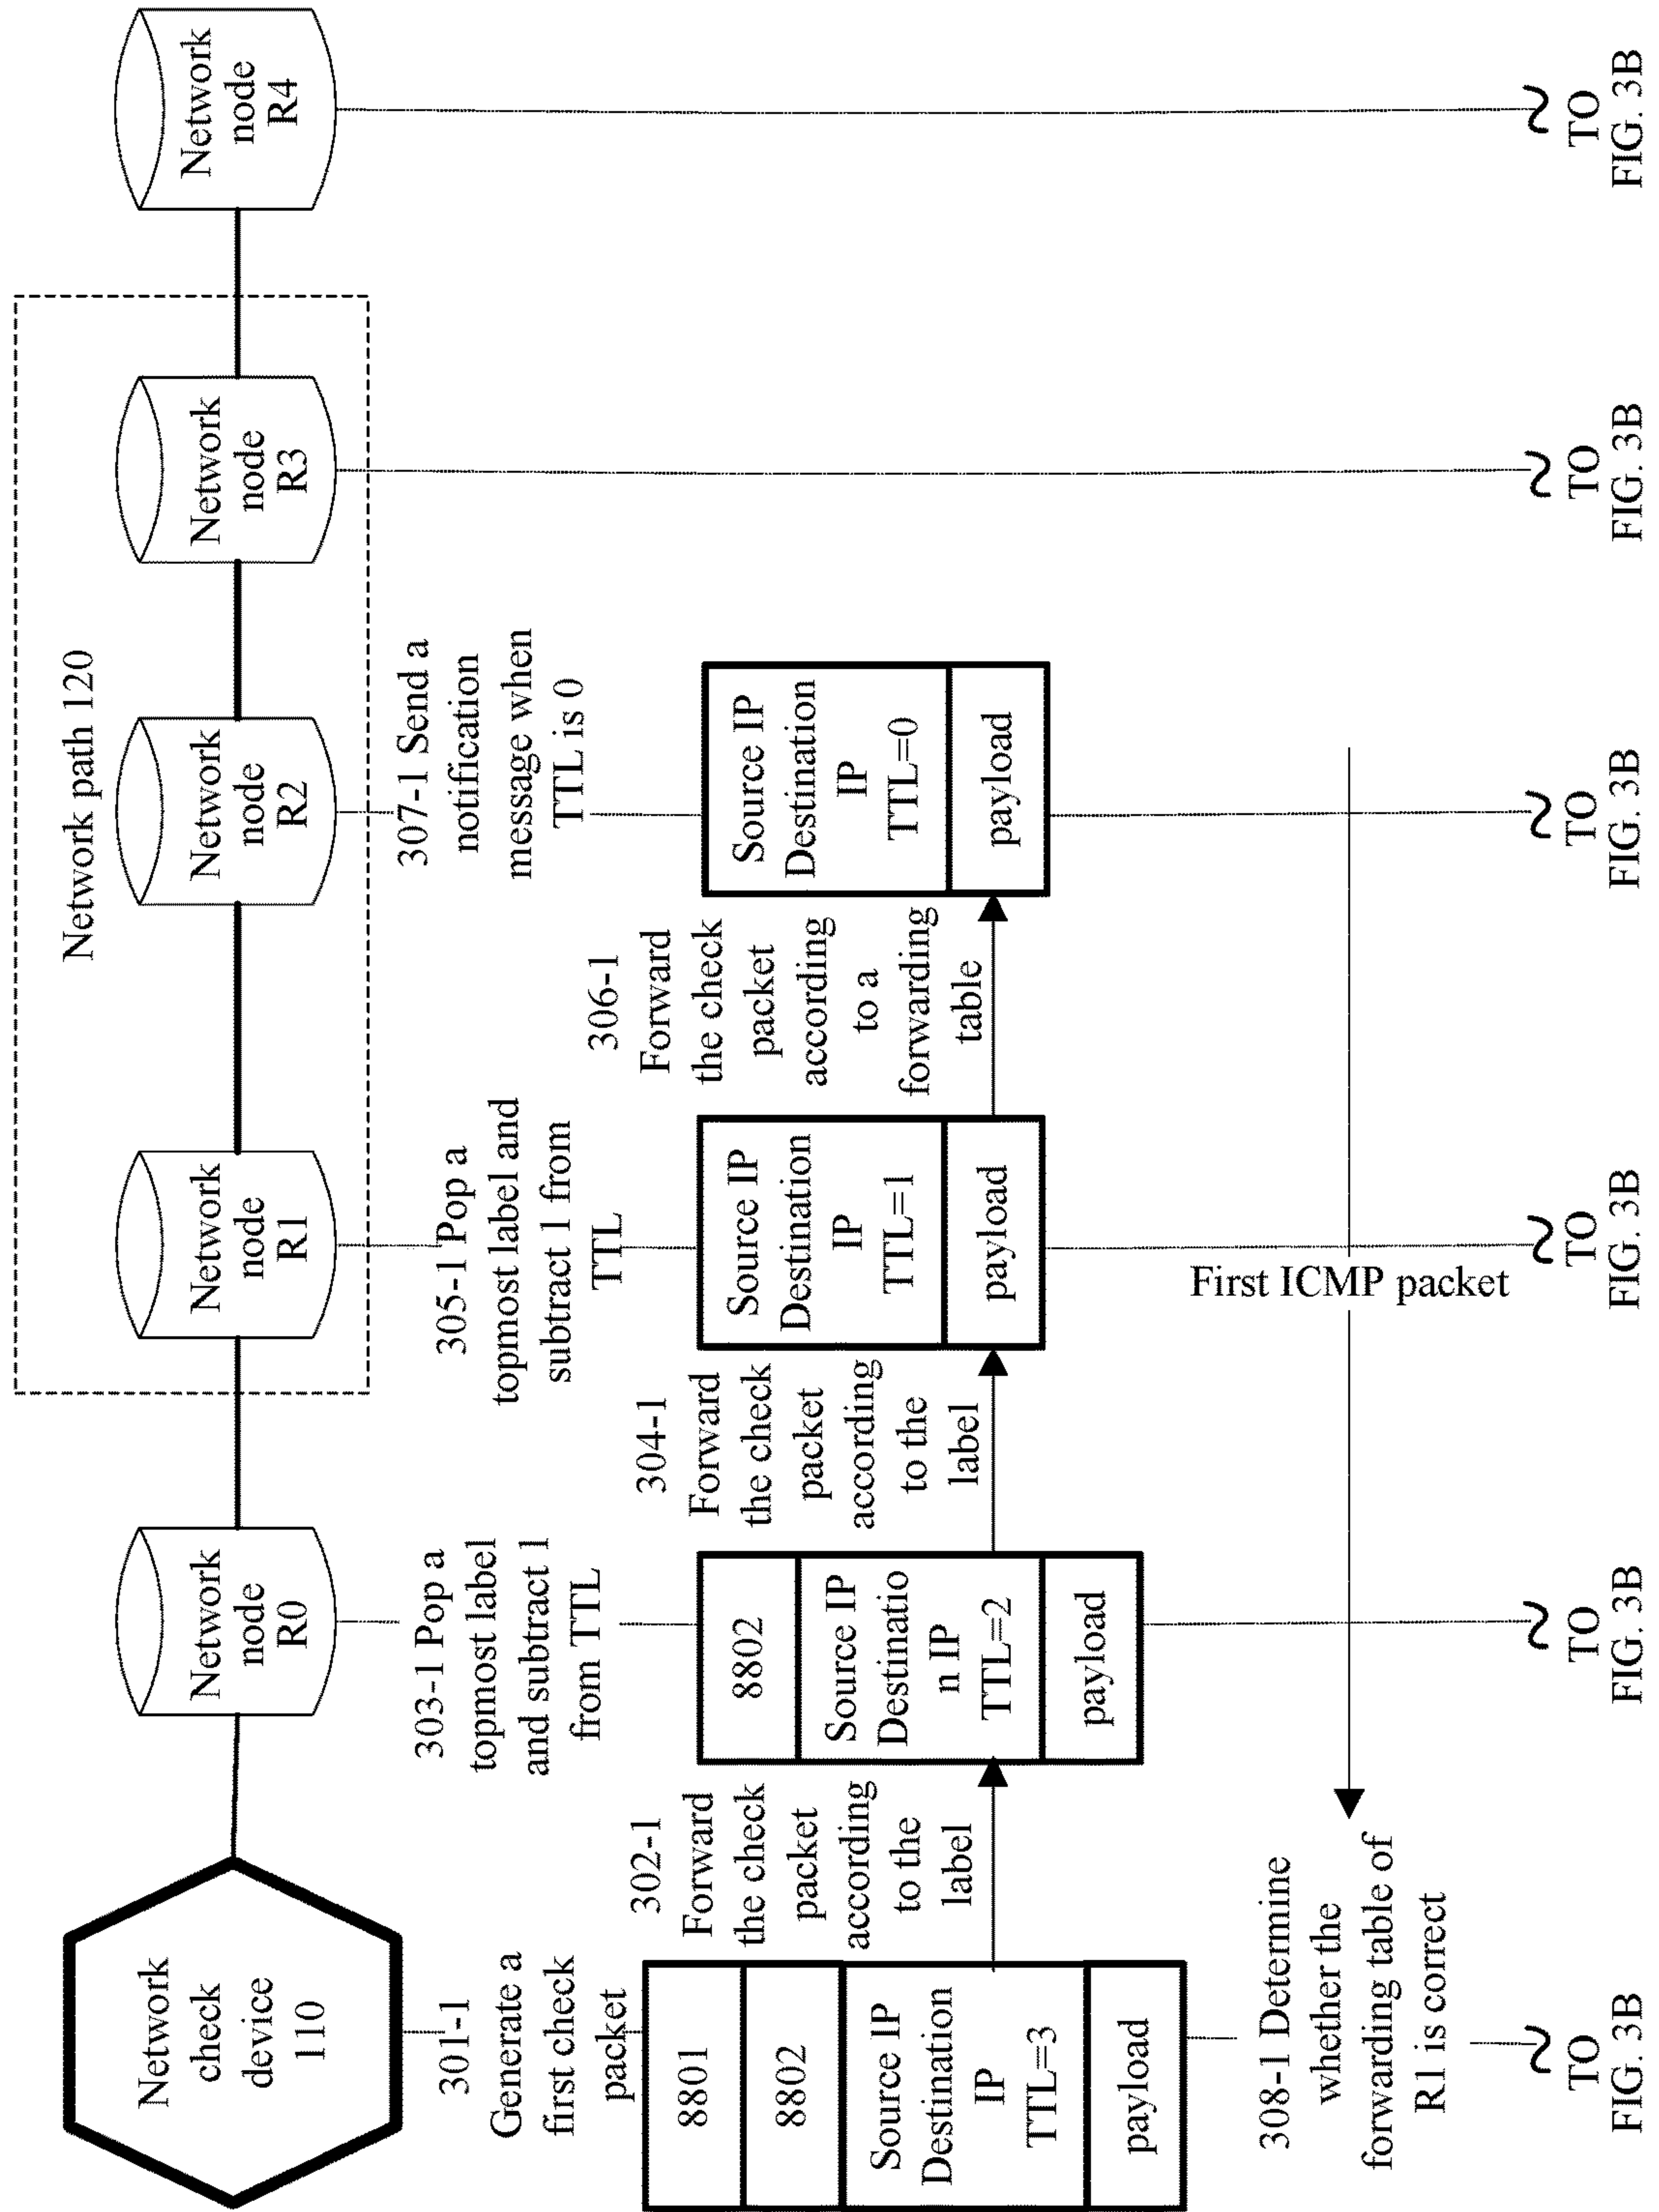 Network path 120
Network
check
device
110
Network
node
R0
Network
node
R1
Network
node
R2
Network
node
R3
Network
node
R4
301-1
Generate a
first check
packet
303-1 Pop a
topmost label
and subtract 1
from TTL
305-1 Pop a
topmost label and
subtract 1 from
TTL
307-1 Send a
notification
message when
TTL is 0
8801
8802
Source IP
Destination
IP
TTL=3
payload
302-1
Forward
the check
packet
according
to the
label
8802
Source IP
Destinatio
n IP
TTL=2
payload
304-1
Forward
the check
packet
according
to the
label
Source IP
Destination
IP
TTL=1
payload
306-1
Forward
the check
packet
according
to a
forwarding
table
Source IP
Destination
IP
TTL=0
payload
First ICMP packet
308-1 Determine
whether the
forwarding table of
R1 is correct
TO
FIG. 3B
TO
FIG. 3B
TO
FIG. 3B
TO
FIG. 3B
TO
FIG. 3B
TO
FIG. 3B